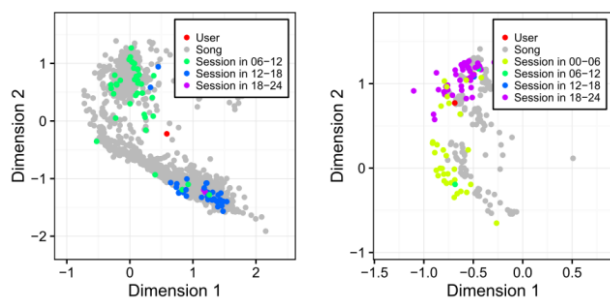 User
Song
Session in 06−12
Session in 12−18
Session in 18−24
1
0
−1
−2
Dimension 2
−1
0
1
2
Dimension 1
User
Song
Session in 00−06
Session in 06−12
Session in 12−18
Session in 18−24
1
0
−1
Dimension 2
−1.5
−1.0
−0.5
0.0
0.5
Dimension 1